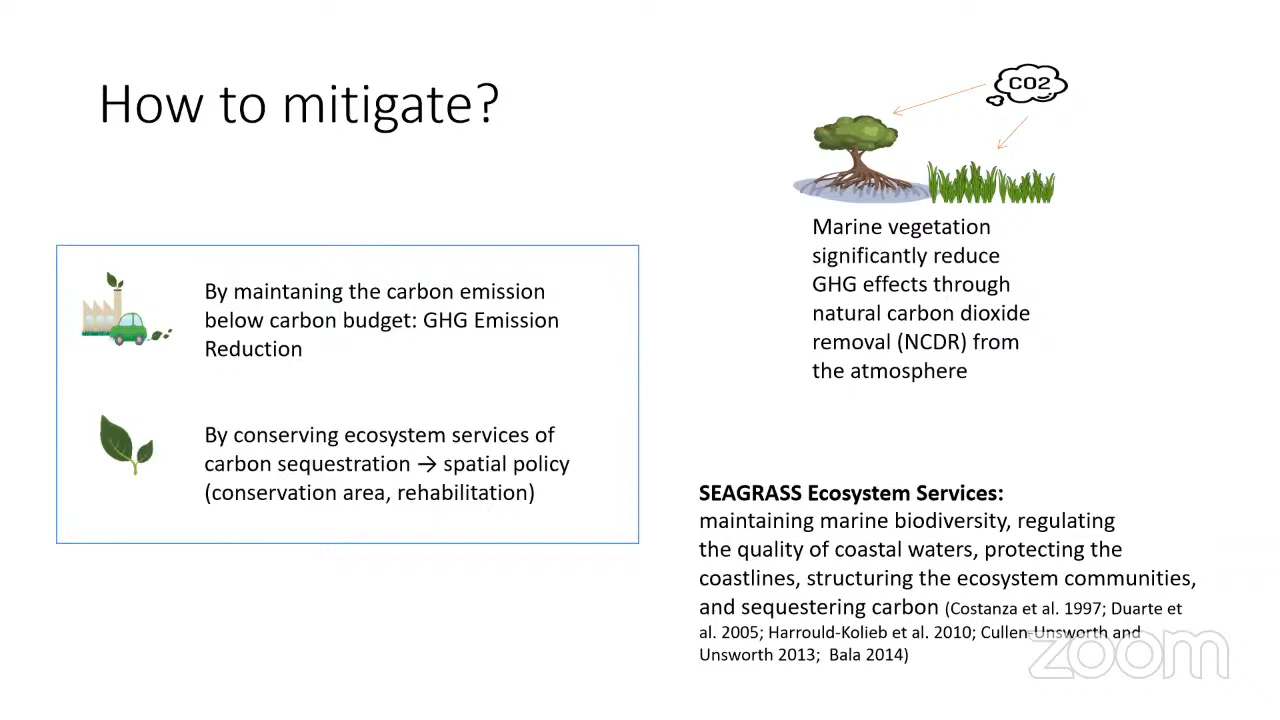 How to mitigate?
By maintaning the carbon emission
below carbon budget: GHG Emission
Reduction
By conserving ecosystem services of
carbon sequestration → spatial policy
(conservation area, rehabilitation)
CO2
Marine vegetation
significantly reduce
GHG effects through
natural carbon dioxide
removal (NCDR) from
the atmosphere
SEAGRASS Ecosystem Services:
maintaining marine biodiversity, regulating
the quality of coastal waters, protecting the
coastlines, structuring the ecosystem communities,
and sequestering carbon (Costanza et al. 1997; Duarte et
al. 2005; Harrould-Kolieb et al. 2010; Cullen-Unsworth and
Unsworth 2013; Bala 2014)
zoom